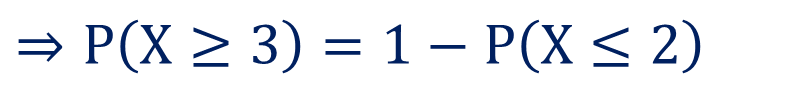 ⇒ P(X ≥ 3) = 1 − P(X ≤ 2)